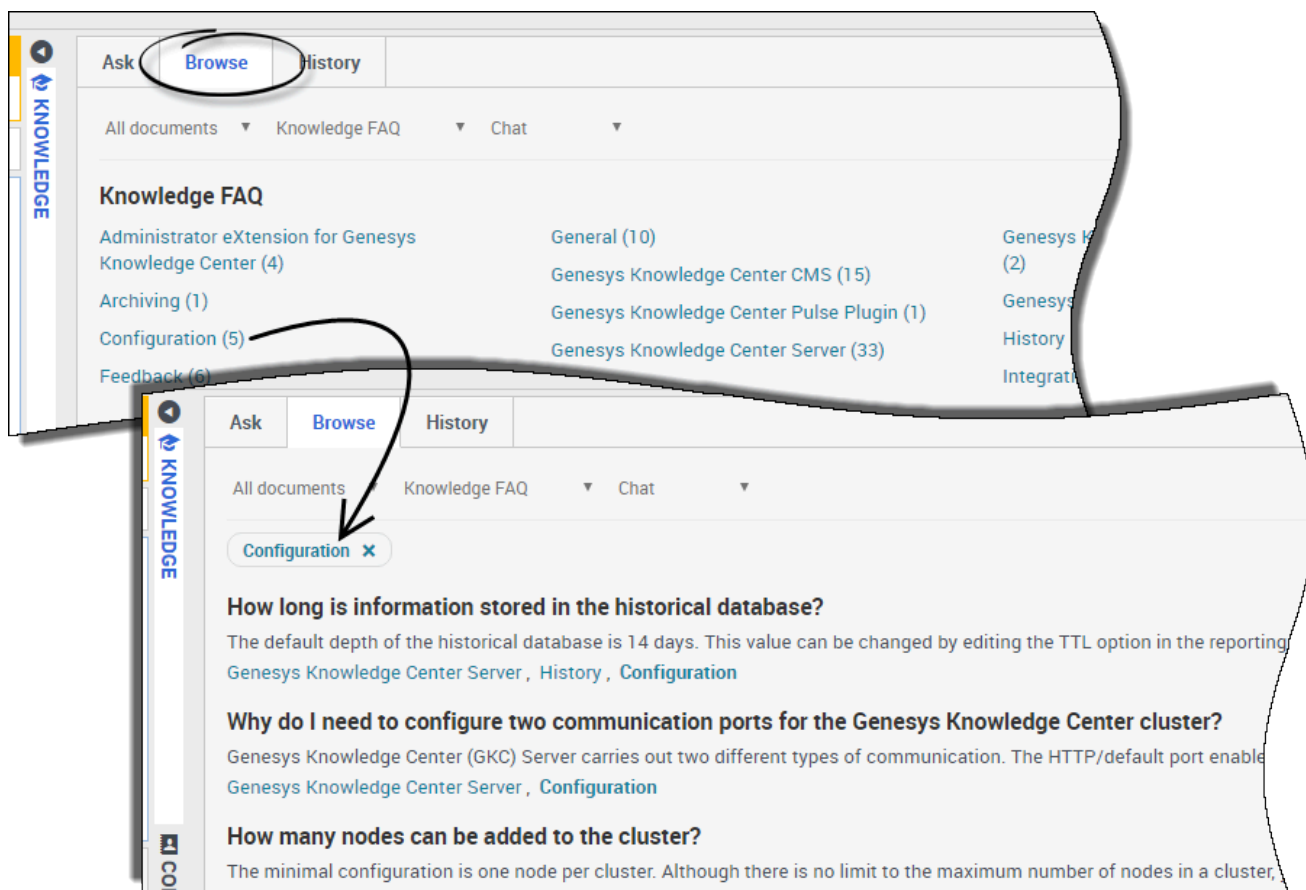 Ask Browse History
KNOWLEDGE
All documents Knowledge FAQ Chat
Knowledge FAQ
Administrator eXtension for Genesys
Knowledge Center (4)
Archiving (1)
Configuration (5)
Feedback (6)
General (10)
Genesys Knowledge Center CMS (15)
Genesys Knowledge Center Pulse Plugin (1)
Genesys Knowledge Center Server (33)
Genesys
(2)
Genesys
History
Ask Browse History
KNOWLEDGE
All documents Knowledge FAQ Chat
Configuration ×
How long is information stored in the historical database?
The default depth of the historical database is 14 days. This value can be changed by editing the TTL option in the reporting
Genesys Knowledge Center Server , History , Configuration
Why do I need to configure two communication ports for the Genesys Knowledge Center cluster?
Genesys Knowledge Center (GKC) Server carries out two different types of communication. The HTTP/default port enable
Genesys Knowledge Center Server , Configuration
How many nodes can be added to the cluster?
The minimal configuration is one node per cluster. Although there is no limit to the maximum number of nodes in a cluster,